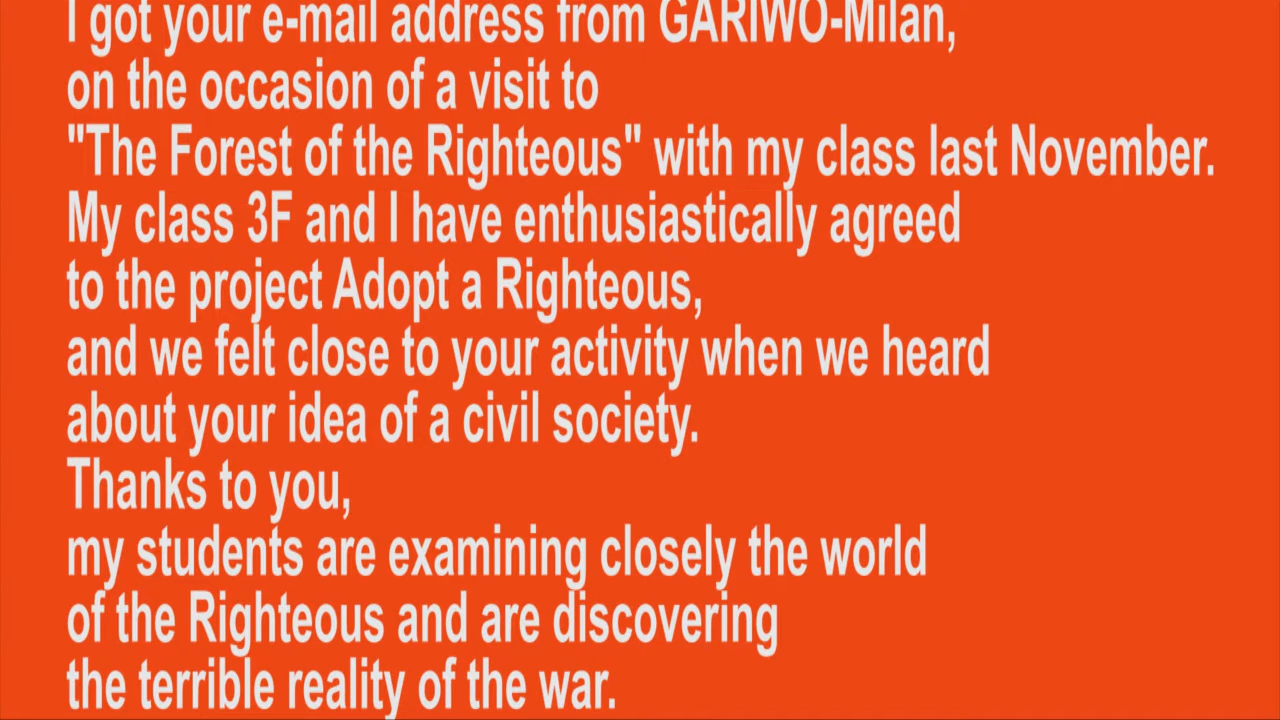 I got your e-mail address from GARIWO-Milan,
on the occasion of a visit to
"The Forest of the Righteous" with my class last November.
My class 3F and I have enthusiastically agreed
to the project Adopt a Righteous,
and we felt close to your activity when we heard
about your idea of a civil society.
Thanks to you,
my students are examining closely the world
of the Righteous and are discovering
the terrible reality of the war.